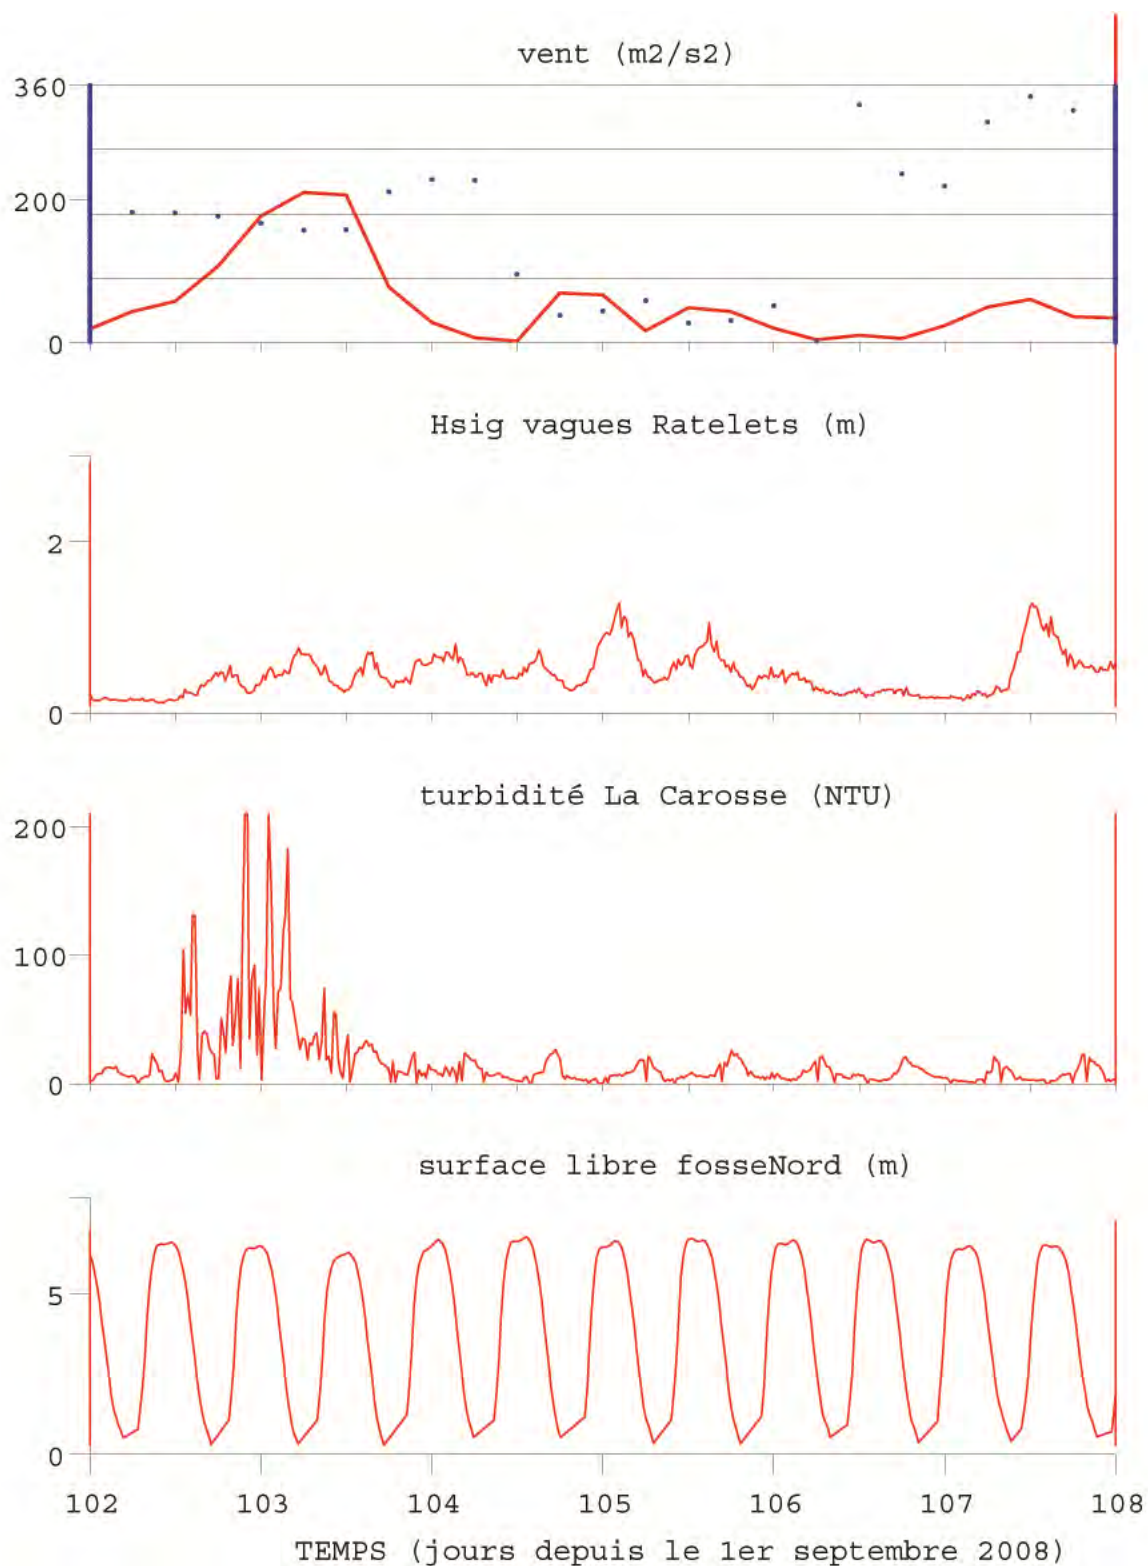 vent (m2/s2)
360
200
0
Hsig vagues Ratelets (m)
2
0
turbidité La Carosse (NTU)
200
100
0
surface libre fosseNord (m)
5
0
102 103 104 105 106 107 108
TEMPS (jours depuis le 1er septembre 2008)